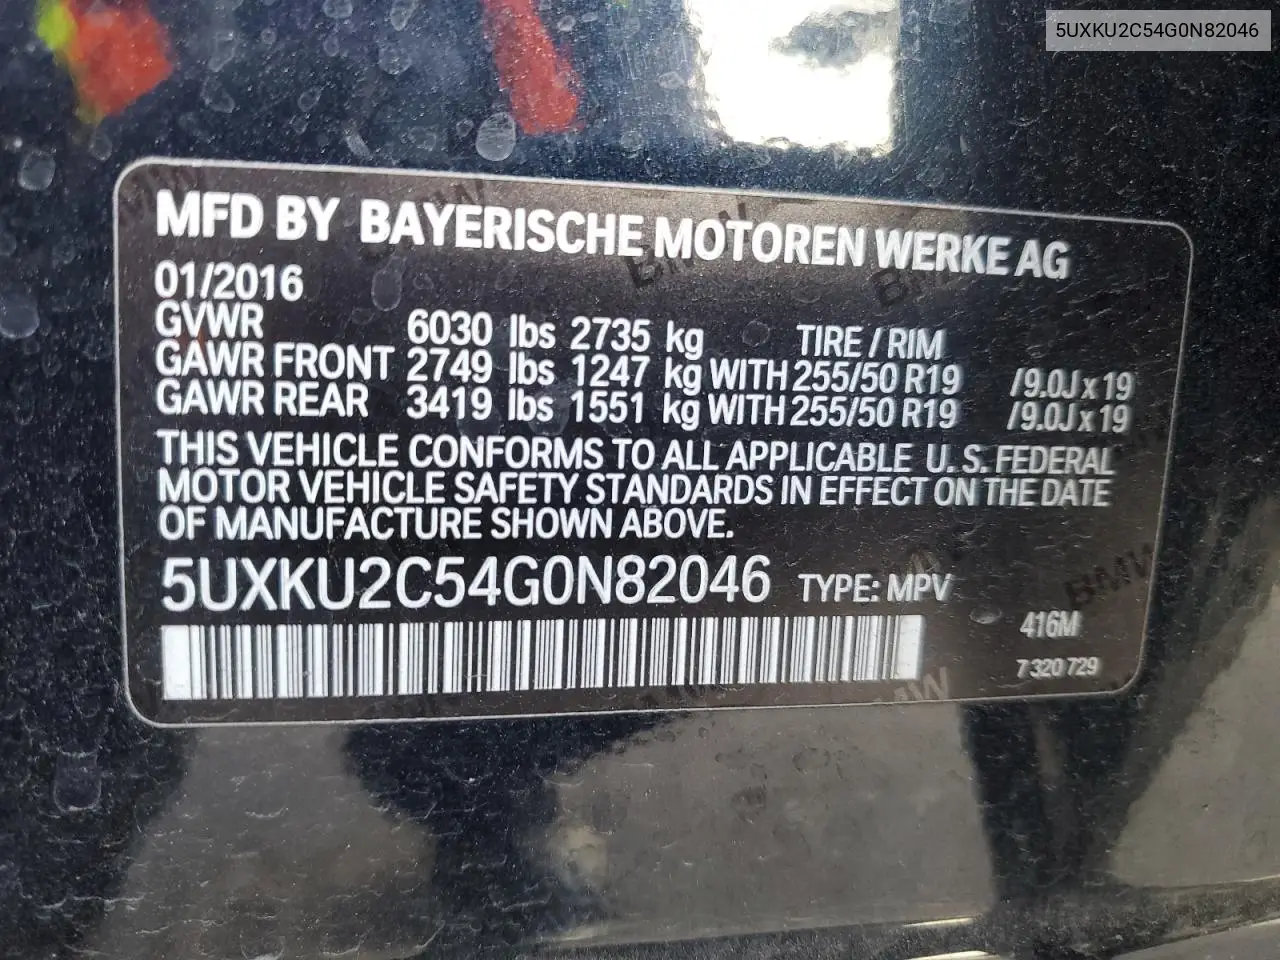 5UXKU2C54G0N82046
MFD BY BAYERISCHE MOTOREN WERKE AG
01/2016
GVWR 6030 lbs 2735 kg TIRE / RIM
GAWR FRONT 2749 lbs 1247 kg WITH 255/50 R19 /9.0J x 19
GAWR REAR 3419 lbs 1551 kg WITH 255/50 R19 /9.0J x 19
THIS VEHICLE CONFORMS TO ALL APPLICABLE U.S. FEDERAL
MOTOR VEHICLE SAFETY STANDARDS IN EFFECT ON THE DATE
OF MANUFACTURE SHOWN ABOVE.
5UXKU2C54G0N82046 TYPE: MPV
416M
7 320 729